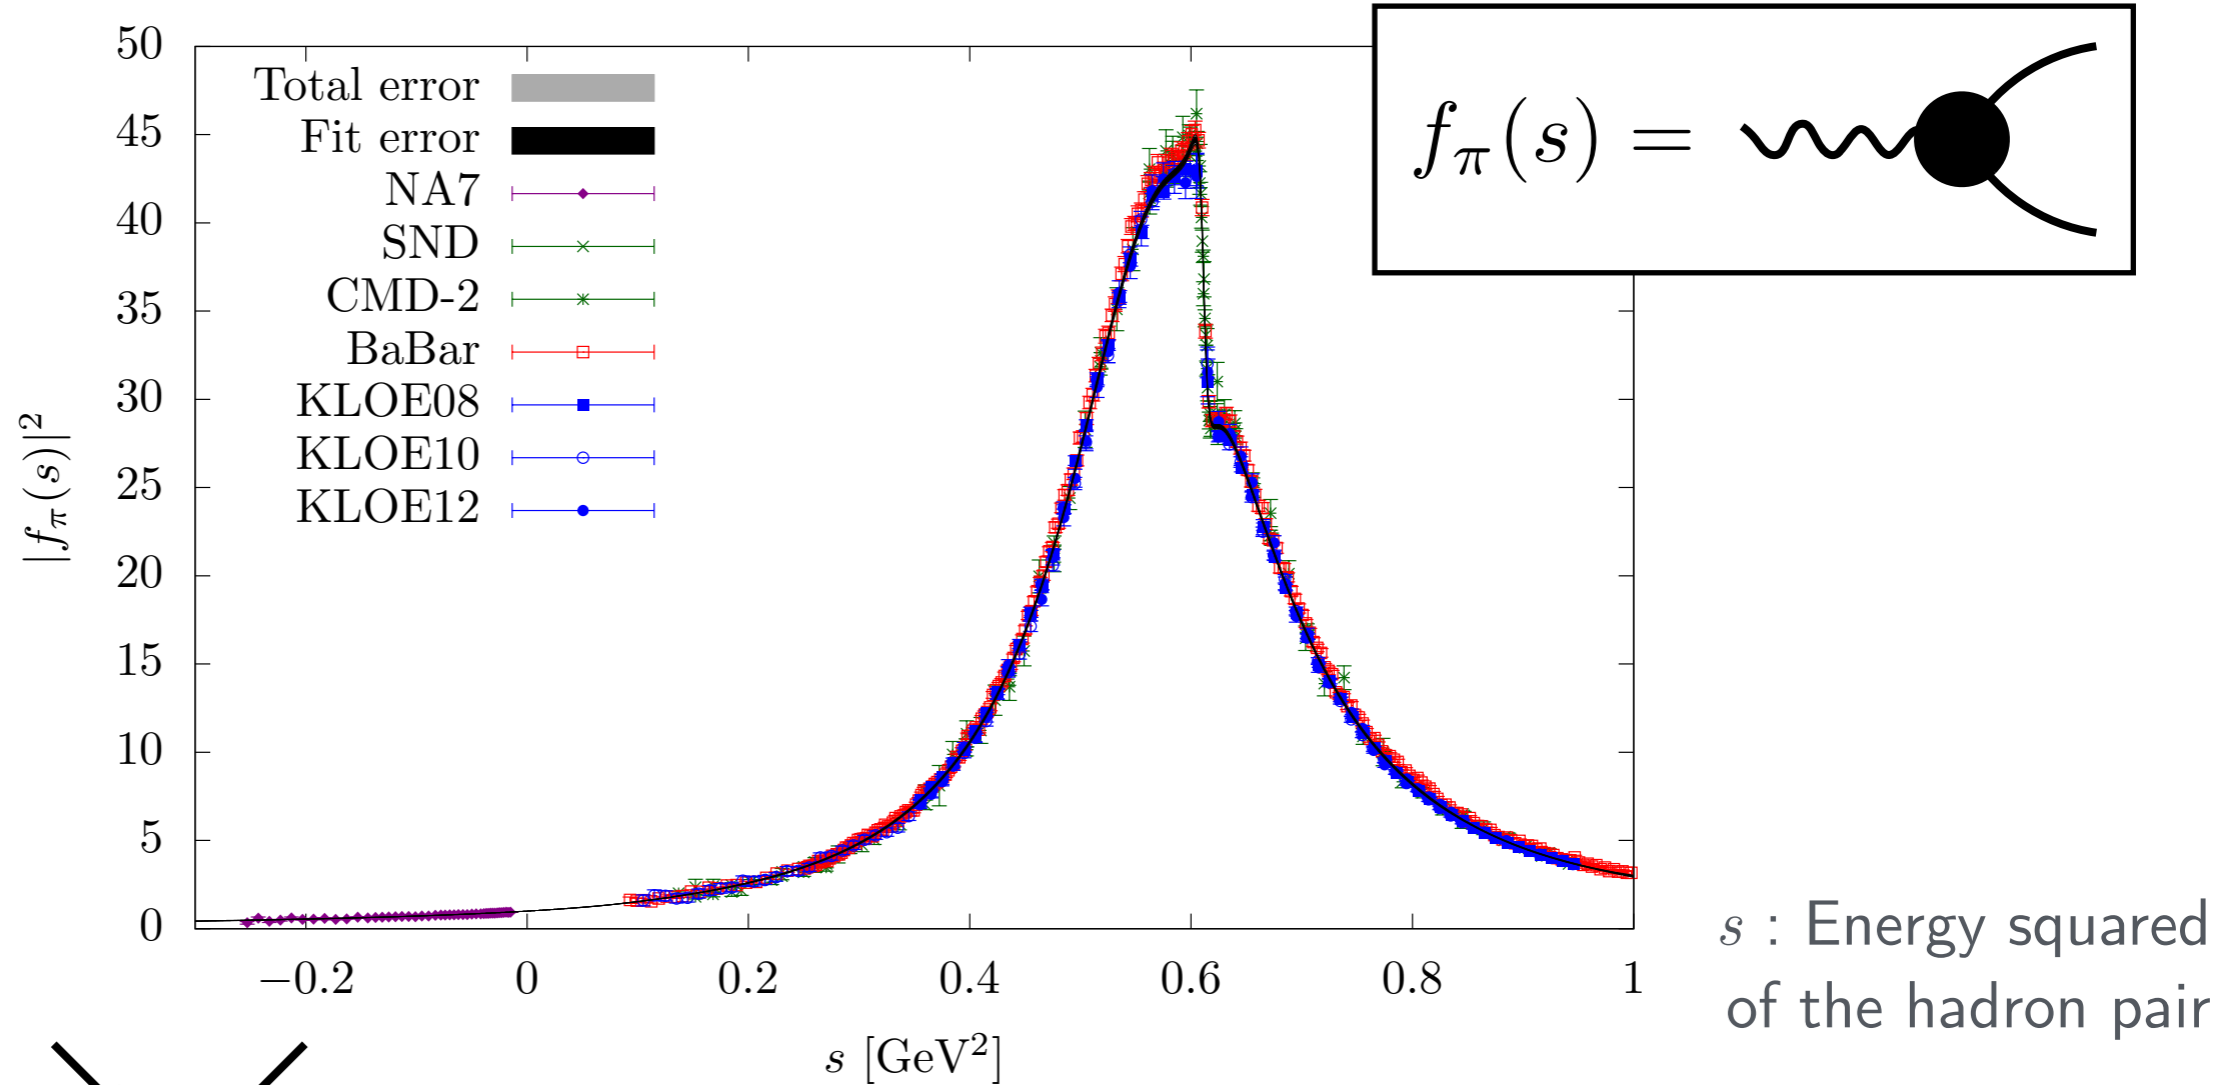 50
45
40
35
30
25
20
15
10
5
0
|f_π(s)|²
Total error
Fit error
NA7
SND
CMD-2
BaBar
KLOE08
KLOE10
KLOE12
f_π(s) =
−0.2 0 0.2 0.4 0.6 0.8 1
s [GeV²]
s : Energy squared
of the hadron pair